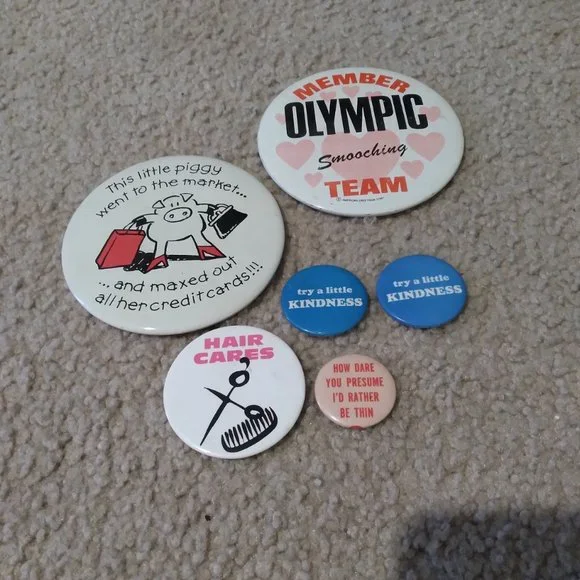 MEMBER
OLYMPIC
Smooching
TEAM
This little piggy
went to the market...
...and maxed out
all her credit cards!!!
try a little
KINDNESS
try a little
KINDNESS
HAIR
CARES
HOW DARE
YOU PRESUME
I'D RATHER
BE THIN